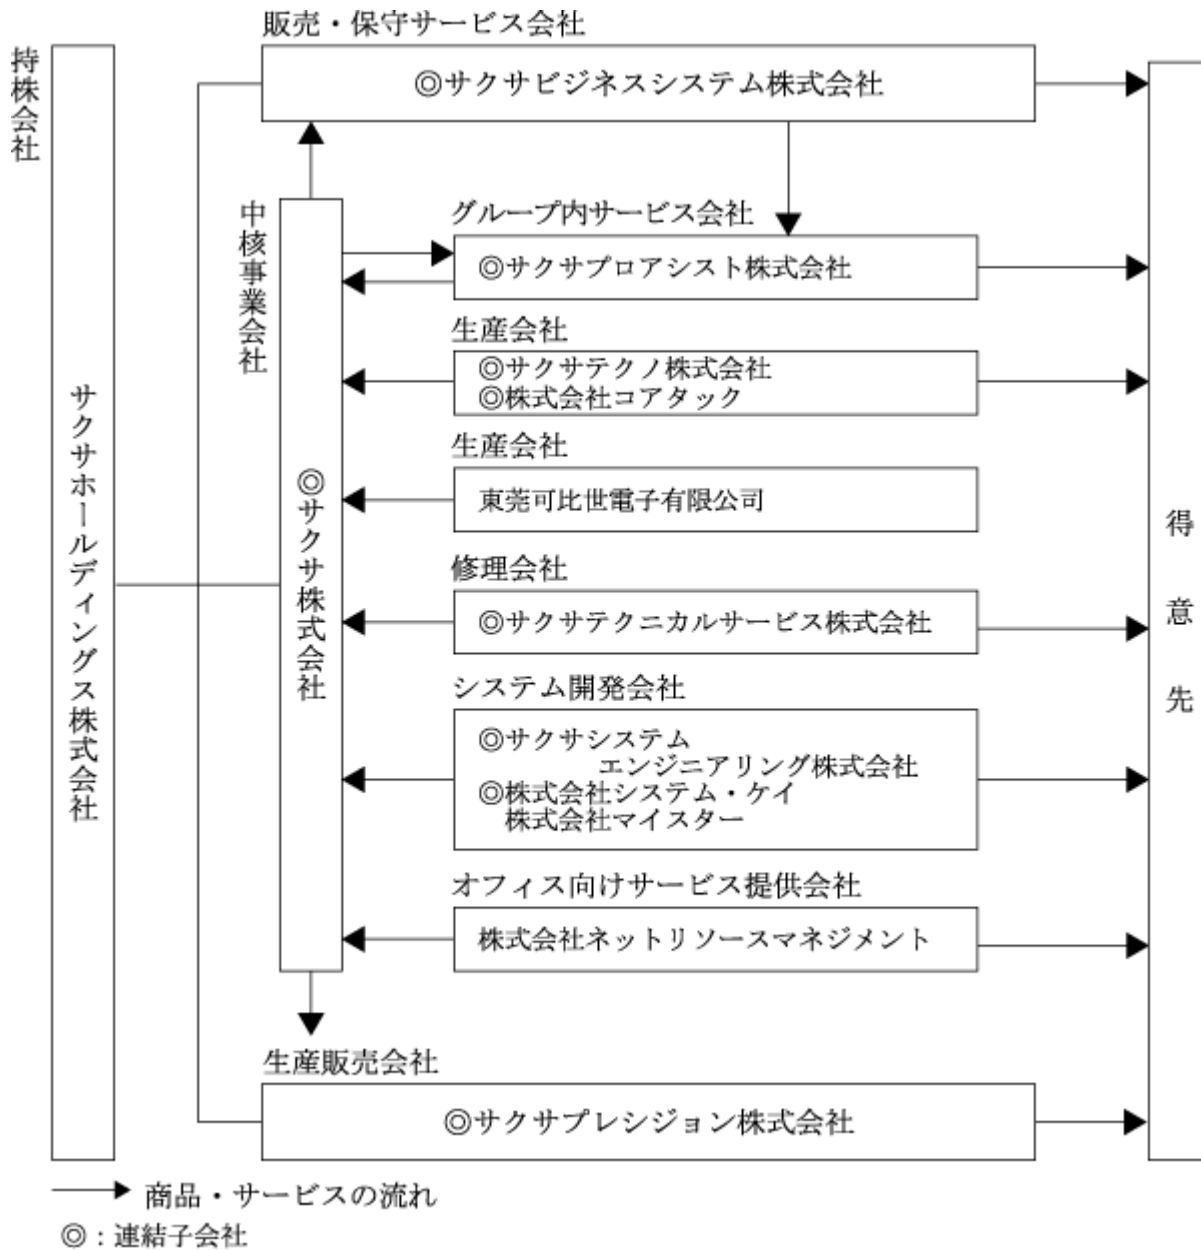 持株会社
サクサホールディングス株式会社
販売・保守サービス会社
◎サクサビジネスシステム株式会社
中核事業会社
◎サクサ株式会社
グループ内サービス会社
◎サクサプロアシスト株式会社
生産会社
◎サクサテクノ株式会社
◎株式会社コアタック
生産会社
東莞可比世電子有限公司
修理会社
◎サクサテクニカルサービス株式会社
システム開発会社
◎サクサシステム
エンジニアリング株式会社
◎株式会社システム・ケイ
株式会社マイスター
オフィス向けサービス提供会社
株式会社ネットリソースマネジメント
生産販売会社
◎サクサプレシジョン株式会社
得意先
商品・サービスの流れ
◎：連結子会社